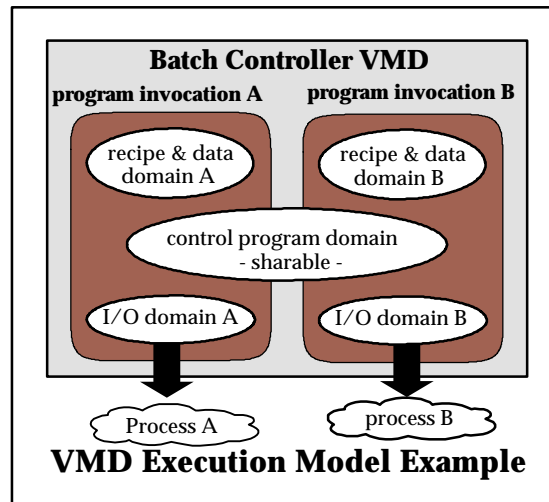 Batch Controller VMD
program invocation A
program invocation B
recipe & data
domain A
recipe & data
domain B
control program domain
- sharable -
I/O domain A
I/O domain B
Process A
process B
VMD Execution Model Example